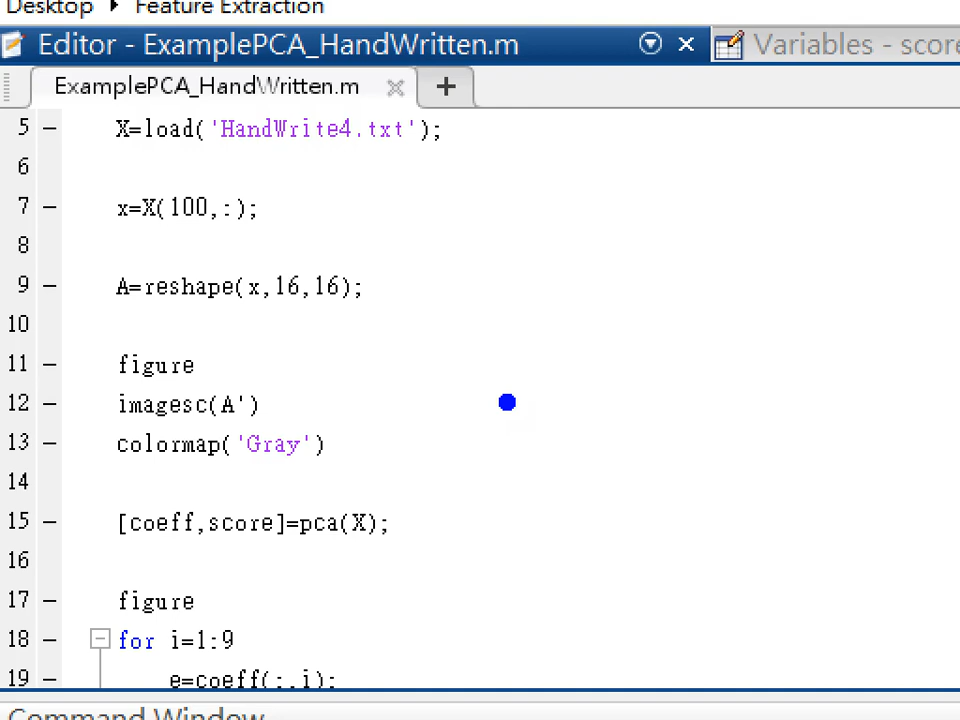 Desktop ▸ Feature Extraction
Editor - ExamplePCA_HandWritten.m
Variables - score
ExamplePCA_HandWritten.m
5 – X=load('HandWrite4.txt');
6
7 – x=X(100,:);
8
9 – A=reshape(x,16,16);
10
11 – figure
12 – imagesc(A')
13 – colormap('Gray')
14
15 – [coeff,score]=pca(X);
16
17 – figure
18 – for i=1:9
19 – e=coeff(:,i);
Command Window